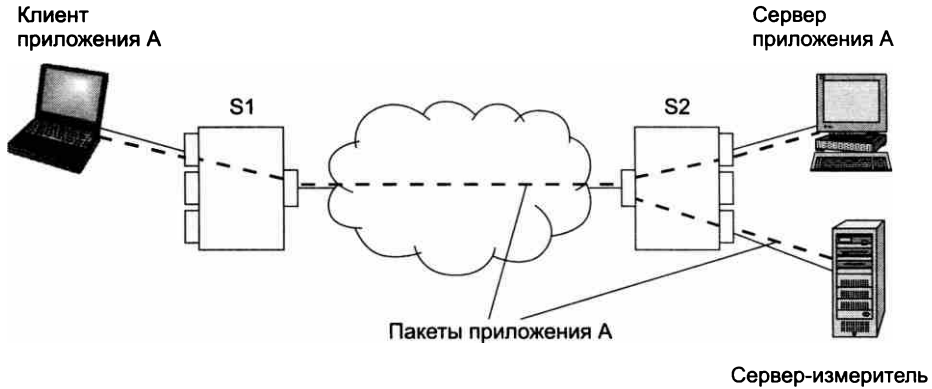 Клиент
приложения А
Сервер
приложения А
S1
S2
Пакеты приложения А
Сервер-измеритель